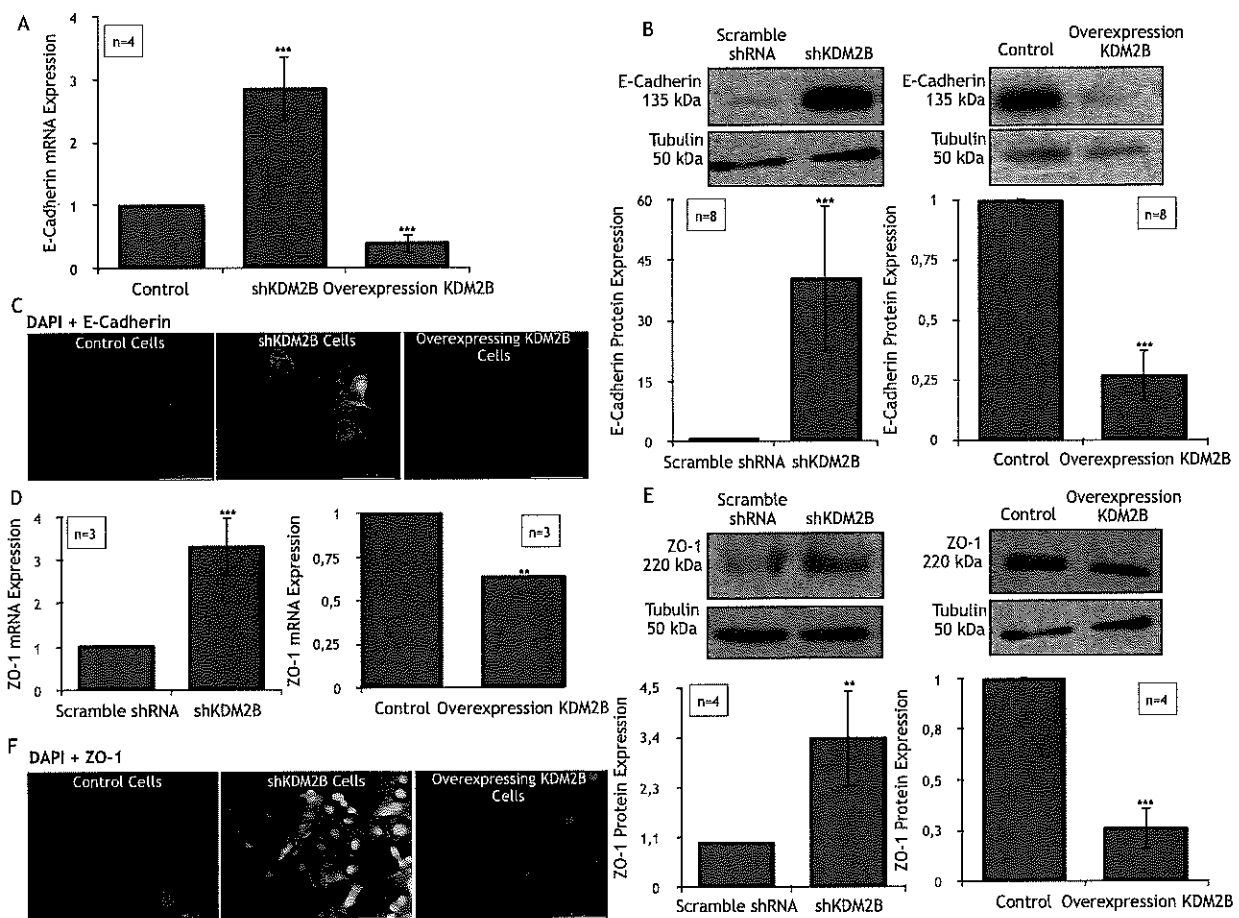 A
E-Cadherin mRNA Expression
4
3
2
1
0
n=4
***
***
Control
shKDM2B
Overexpression KDM2B
B
Scramble
shRNA
shKDM2B
E-Cadherin
135 kDa
Tubulin
50 kDa
Control
Overexpression
KDM2B
E-Cadherin
135 kDa
Tubulin
50 kDa
E-Cadherin Protein Expression
60
45
30
15
0
n=8
***
Scramble shRNA
shKDM2B
E-Cadherin Protein Expression
1
0,75
0,5
0,25
0
n=8
***
Control
Overexpression KDM2B
C
DAPI + E-Cadherin
Control Cells
shKDM2B Cells
Overexpressing KDM2B
Cells
D
ZO-1 mRNA Expression
4
3
2
1
0
n=3
***
Scramble shRNA
shKDM2B
ZO-1 mRNA Expression
1
0,75
0,5
0,25
0
n=3
**
Control
Overexpression KDM2B
E
Scramble
shRNA
shKDM2B
ZO-1
220 kDa
Tubulin
50 kDa
Control
Overexpression
KDM2B
ZO-1
220 kDa
Tubulin
50 kDa
ZO-1 Protein Expression
4,5
3,4
2,3
1,1
0
n=4
**
Scramble shRNA
shKDM2B
ZO-1 Protein Expression
1
0,8
0,5
0,3
0
n=4
***
Control
Overexpression KDM2B
F
DAPI + ZO-1
Control Cells
shKDM2B Cells
Overexpressing KDM2B
Cells